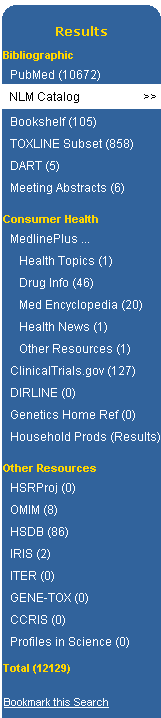 Results
Bibliographic
PubMed (10672)
NLM Catalog >>
Bookshelf (105)
TOXLINE Subset (858)
DART (5)
Meeting Abstracts (6)
Consumer Health
MedlinePlus ...
Health Topics (1)
Drug Info (46)
Med Encyclopedia (20)
Health News (1)
Other Resources (1)
ClinicalTrials.gov (127)
DIRLINE (0)
Genetics Home Ref (0)
Household Prods (Results)
Other Resources
HSRProj (0)
OMIM (8)
HSDB (86)
IRIS (2)
ITER (0)
GENE-TOX (0)
CCRIS (0)
Profiles in Science (0)
Total (12129)
Bookmark this Search